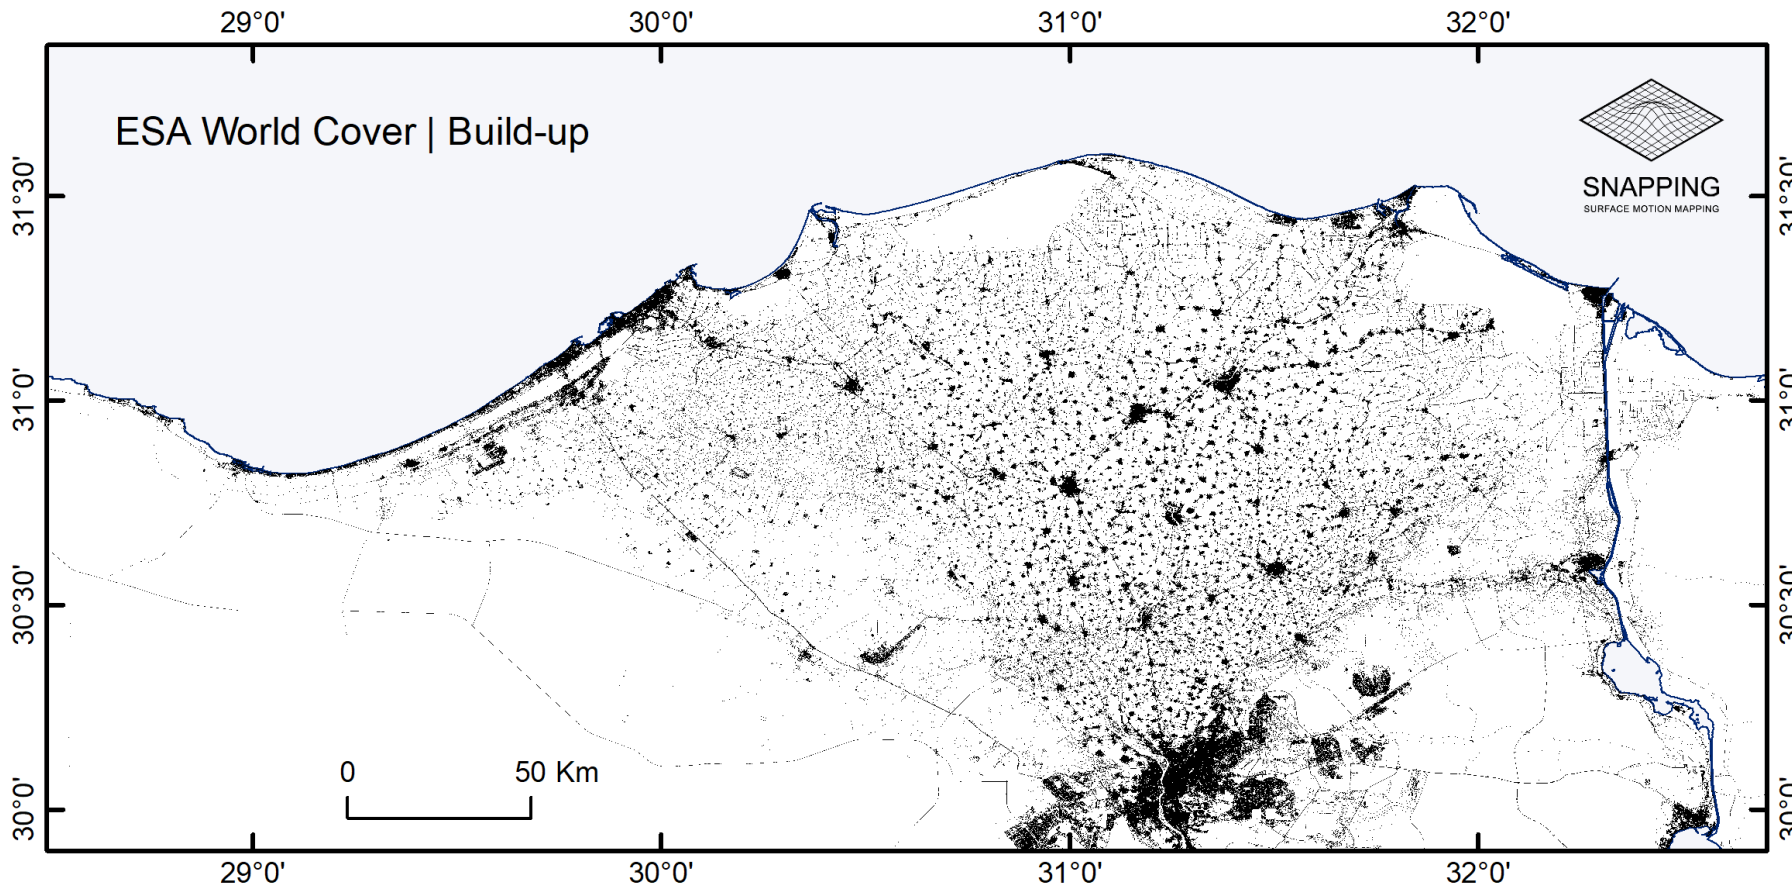 29°0' 30°0' 31°0' 32°0'
ESA World Cover | Build-up
SNAPPING
SURFACE MOTION MAPPING
31°30' 31°30'
31°0' 31°0'
30°30' 30°30'
0 50 Km
30°0' 30°0'
29°0' 30°0' 31°0' 32°0'